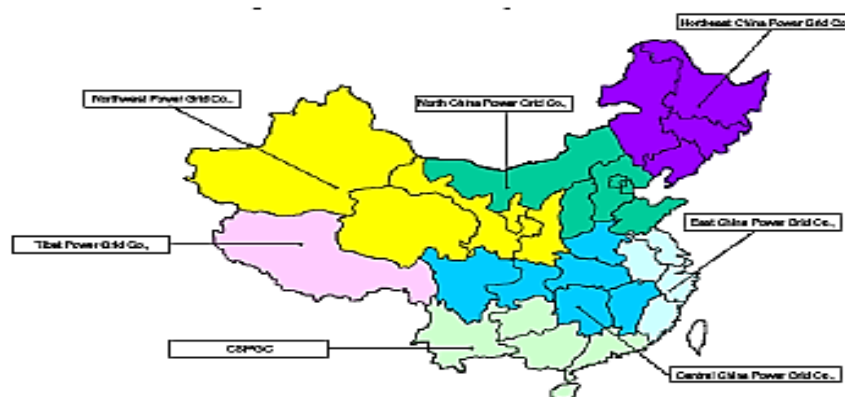 Northeast China Power Grid Co
Northwest Power Grid Co.,
North China Power Grid Co.,
East China Power Grid Co.,
Tibet Power Grid Co.,
CSPGC
Central China Power Grid Co.,